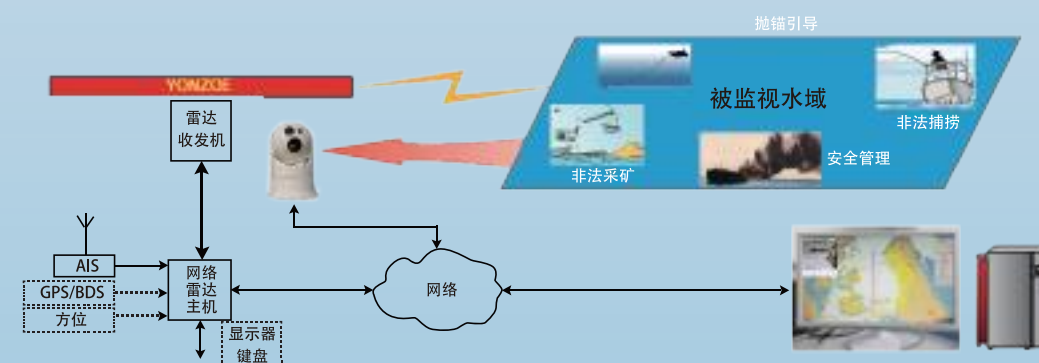 抛锚引导
YONZOE
被监视水域
雷达
收发机
非法捕捞
安全管理
非法采矿
AIS
网络
雷达
主机
GPS/BDS
方位
网络
显示器
键盘